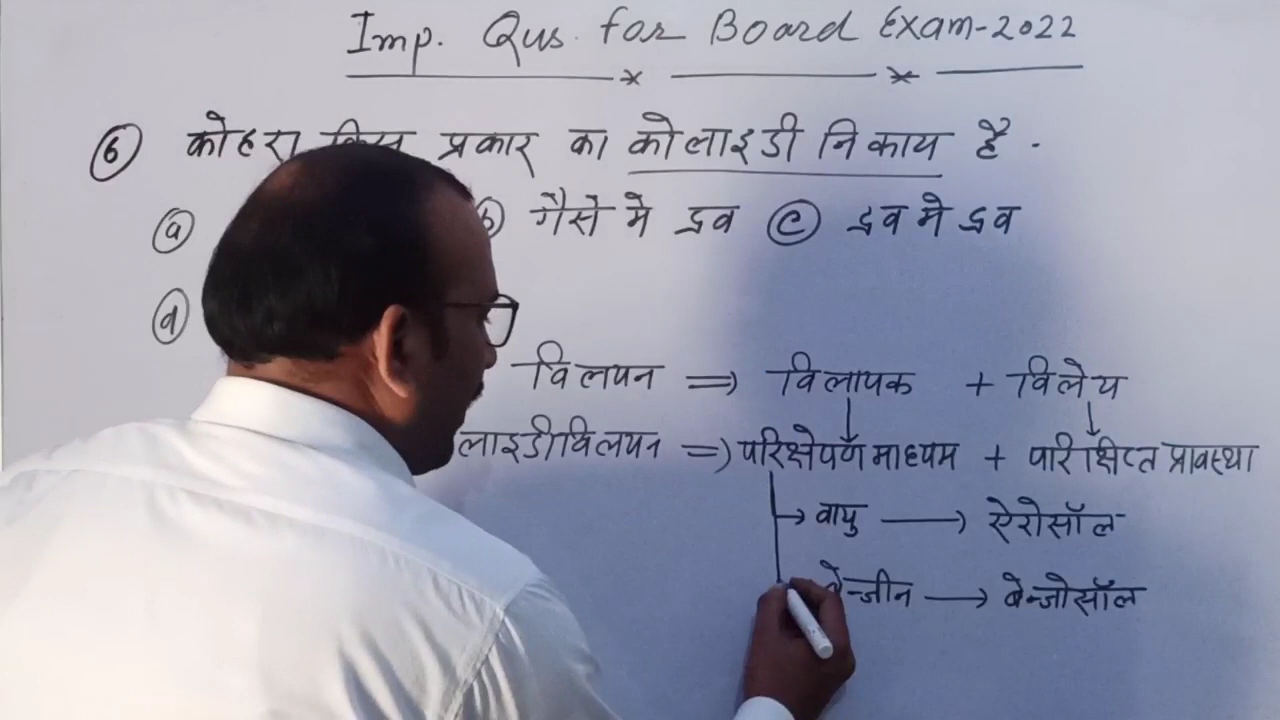 Imp. Qus. for Board Exam-2022
⑥ कोहरा किस प्रकार का कोलाइडी निकाय है .
ⓐ ⓑ गैसे मे द्रव ⓒ द्रव मे द्रव
ⓓ
विलयन => विलायक + विलेय
लाइडीविलयन => परिक्षेपण माध्यम + परिक्षिप्त प्रावस्था
→ वायु → ऐरोसॉल
बेन्जीन → बेन्जोसॉल